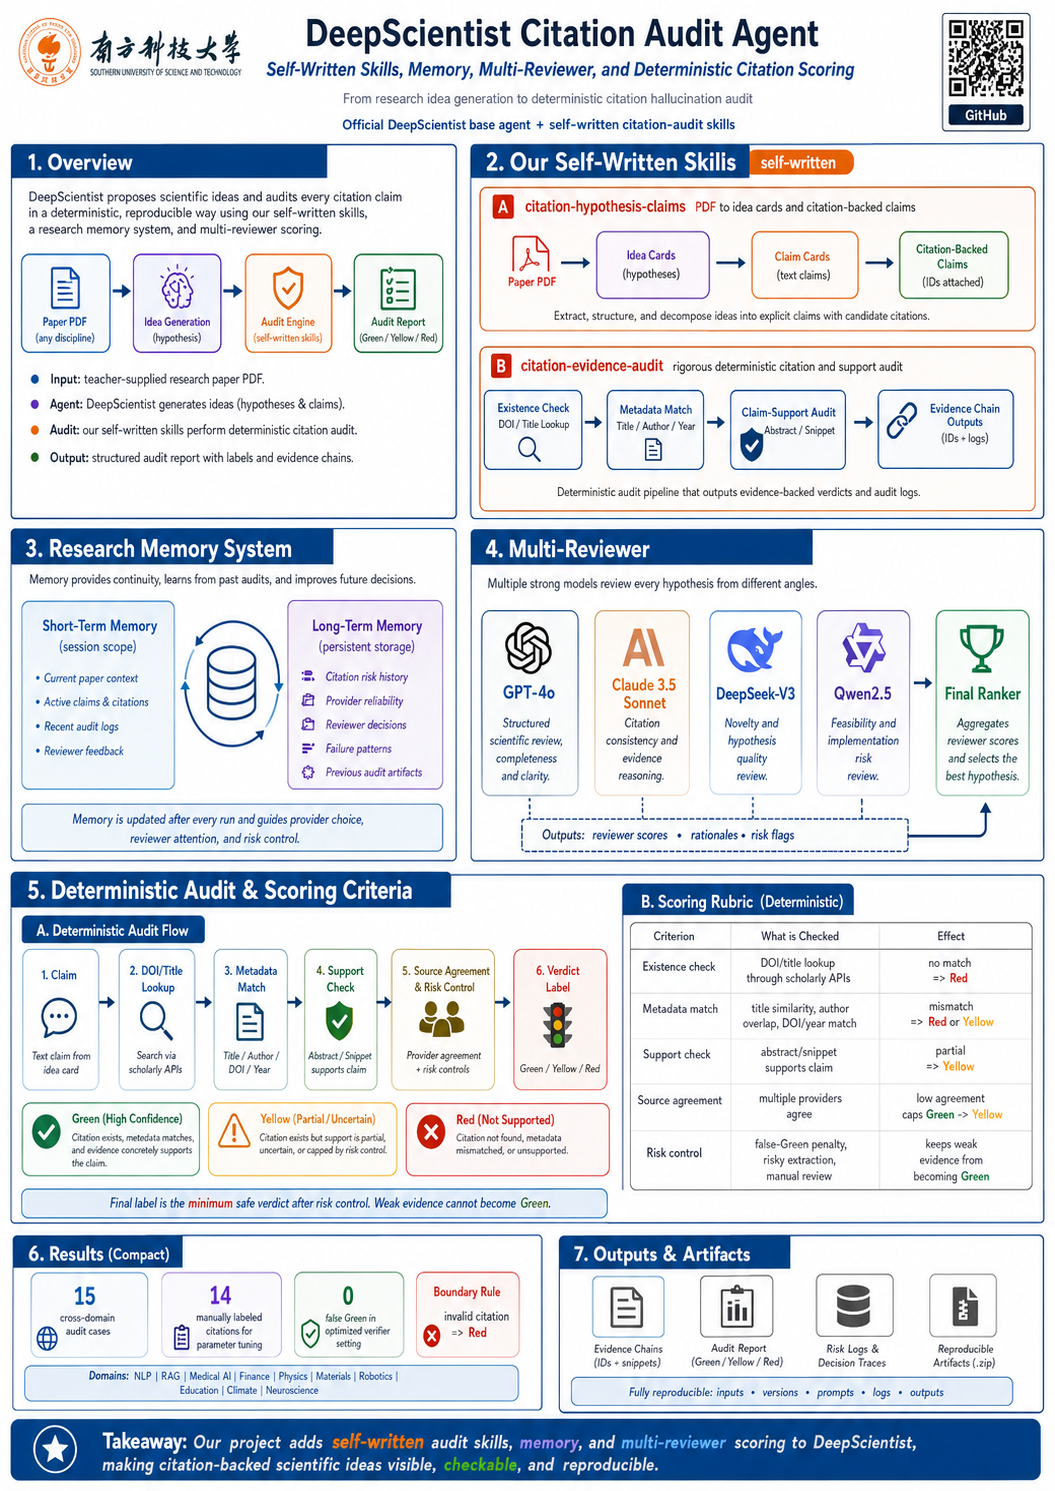 南方科技大学
SOUTHERN UNIVERSITY OF SCIENCE AND TECHNOLOGY
DeepScientist Citation Audit Agent
Self-Written Skills, Memory, Multi-Reviewer, and Deterministic Citation Scoring
From research idea generation to deterministic citation hallucination audit
Official DeepScientist base agent + self-written citation-audit skills
GitHub
1. Overview
DeepScientist proposes scientific ideas and audits every citation claim
in a deterministic, reproducible way using our self-written skills,
a research memory system, and multi-reviewer scoring.
Paper PDF
(any discipline)
Idea Generation
(hypothesis)
Audit Engine
(self-written skills)
Audit Report
(Green / Yellow / Red)
Input: teacher-supplied research paper PDF.
Agent: DeepScientist generates ideas (hypotheses & claims).
Audit: our self-written skills perform deterministic citation audit.
Output: structured audit report with labels and evidence chains.
2. Our Self-Written Skills
self-written
A citation-hypothesis-claims PDF to idea cards and citation-backed claims
Paper PDF
Idea Cards
(hypotheses)
Claim Cards
(text claims)
Citation-Backed
Claims
(IDs attached)
Extract, structure, and decompose ideas into explicit claims with candidate citations.
B citation-evidence-audit rigorous deterministic citation and support audit
Existence Check
DOI / Title Lookup
Metadata Match
Title / Author / Year
Claim-Support Audit
Abstract / Snippet
Evidence Chain
Outputs
(IDs + logs)
Deterministic audit pipeline that outputs evidence-backed verdicts and audit logs.
3. Research Memory System
Memory provides continuity, learns from past audits, and improves future decisions.
Short-Term Memory
(session scope)
• Current paper context
• Active claims & citations
• Recent audit logs
• Reviewer feedback
Long-Term Memory
(persistent storage)
Citation risk history
Provider reliability
Reviewer decisions
Failure patterns
Previous audit artifacts
Memory is updated after every run and guides provider choice,
reviewer attention, and risk control.
4. Multi-Reviewer
Multiple strong models review every hypothesis from different angles.
GPT-4o
Structured
scientific review,
completeness
and clarity.
Claude 3.5
Sonnet
Citation
consistency and
evidence
reasoning.
DeepSeek-V3
Novelty and
hypothesis
quality
review.
Qwen2.5
Feasibility and
implementation
risk
review.
Final Ranker
Aggregates
reviewer scores
and selects the
best hypothesis.
Outputs: reviewer scores • rationales • risk flags
5. Deterministic Audit & Scoring Criteria
A. Deterministic Audit Flow
1. Claim
Text claim from
idea card
2. DOI/Title
Lookup
Search via
scholarly APIs
3. Metadata
Match
Title / Author /
DOI / Year
4. Support
Check
Abstract / Snippet
supports claim
5. Source Agreement
& Risk Control
Provider agreement
+ risk controls
6. Verdict
Label
Green / Yellow / Red
Green (High Confidence)
Citation exists, metedata matches,
and evidence concretely supports
the claim.
Yellow (Partial / Uncertain)
Citation exists but support is partial,
uncertain, or capped by risk control.
Red (Not Supported)
Citation not found, metadata
mismatched, or unsupported.
Final label is the minimum safe verdict after risk control. Weak evidence cannot become Green.
B. Scoring Rubric (Deterministic)
Criterion What is Checked Effect
Existence check
DOI/title lookup
through scholarly APIs
no match
=> Red
Metadata match
title similarity, author
overlap, DOI/year match
mismatch
=> Red or Yellow
Support check
abstract/snippet
supports claim
partial
=> Yellow
Source agreement
multiple providers
agree
low agreement
caps Green -> Yellow
Risk control
false-Green penalty,
risky extraction,
manual review
keeps weak
evidence from
becoming Green
6. Results (Compact)
15
cross-domain
audit cases
14
manually labeled
citations for
parameter tuning
0
false Green in
optimized verifier
setting
Boundary Rule
invalid citation
=> Red
Domains: NLP | RAG | Medical AI | Finance | Physics | Materials | Robotics |
Education | Climate | Neuroscience
7. Outputs & Artifacts
Evidence Chains
(IDs + snippets)
Audit Report
(Green / Yellow / Red)
Risk Logs &
Decision Traces
Reproducible
Artifacts (.zip)
Fully reproducible: inputs • versions • prompts • logs • outputs
Takeaway: Our project adds self-written audit skills, memory, and multi-reviewer scoring to DeepScientist,
making citation-backed scientific ideas visible, checkable, and reproducible.